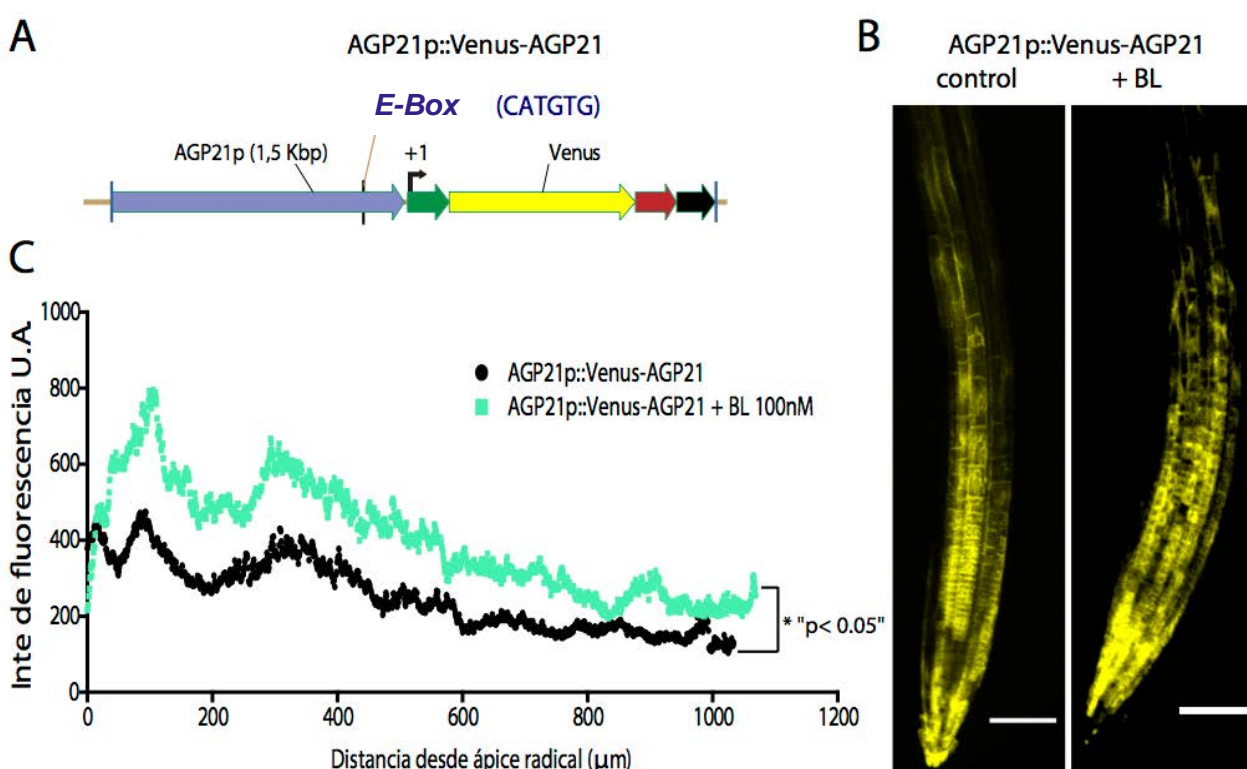 A
AGP21p::Venus-AGP21
E-Box (CATGTG)
AGP21p (1,5 Kbp)
+1
Venus
B
AGP21p::Venus-AGP21
control + BL
C
Inte de fluorescencia U.A.
1000
800
600
400
200
0
AGP21p::Venus-AGP21
AGP21p::Venus-AGP21 + BL 100nM
* "p< 0.05"
0 200 400 600 800 1000 1200
Distancia desde ápice radical (μm)